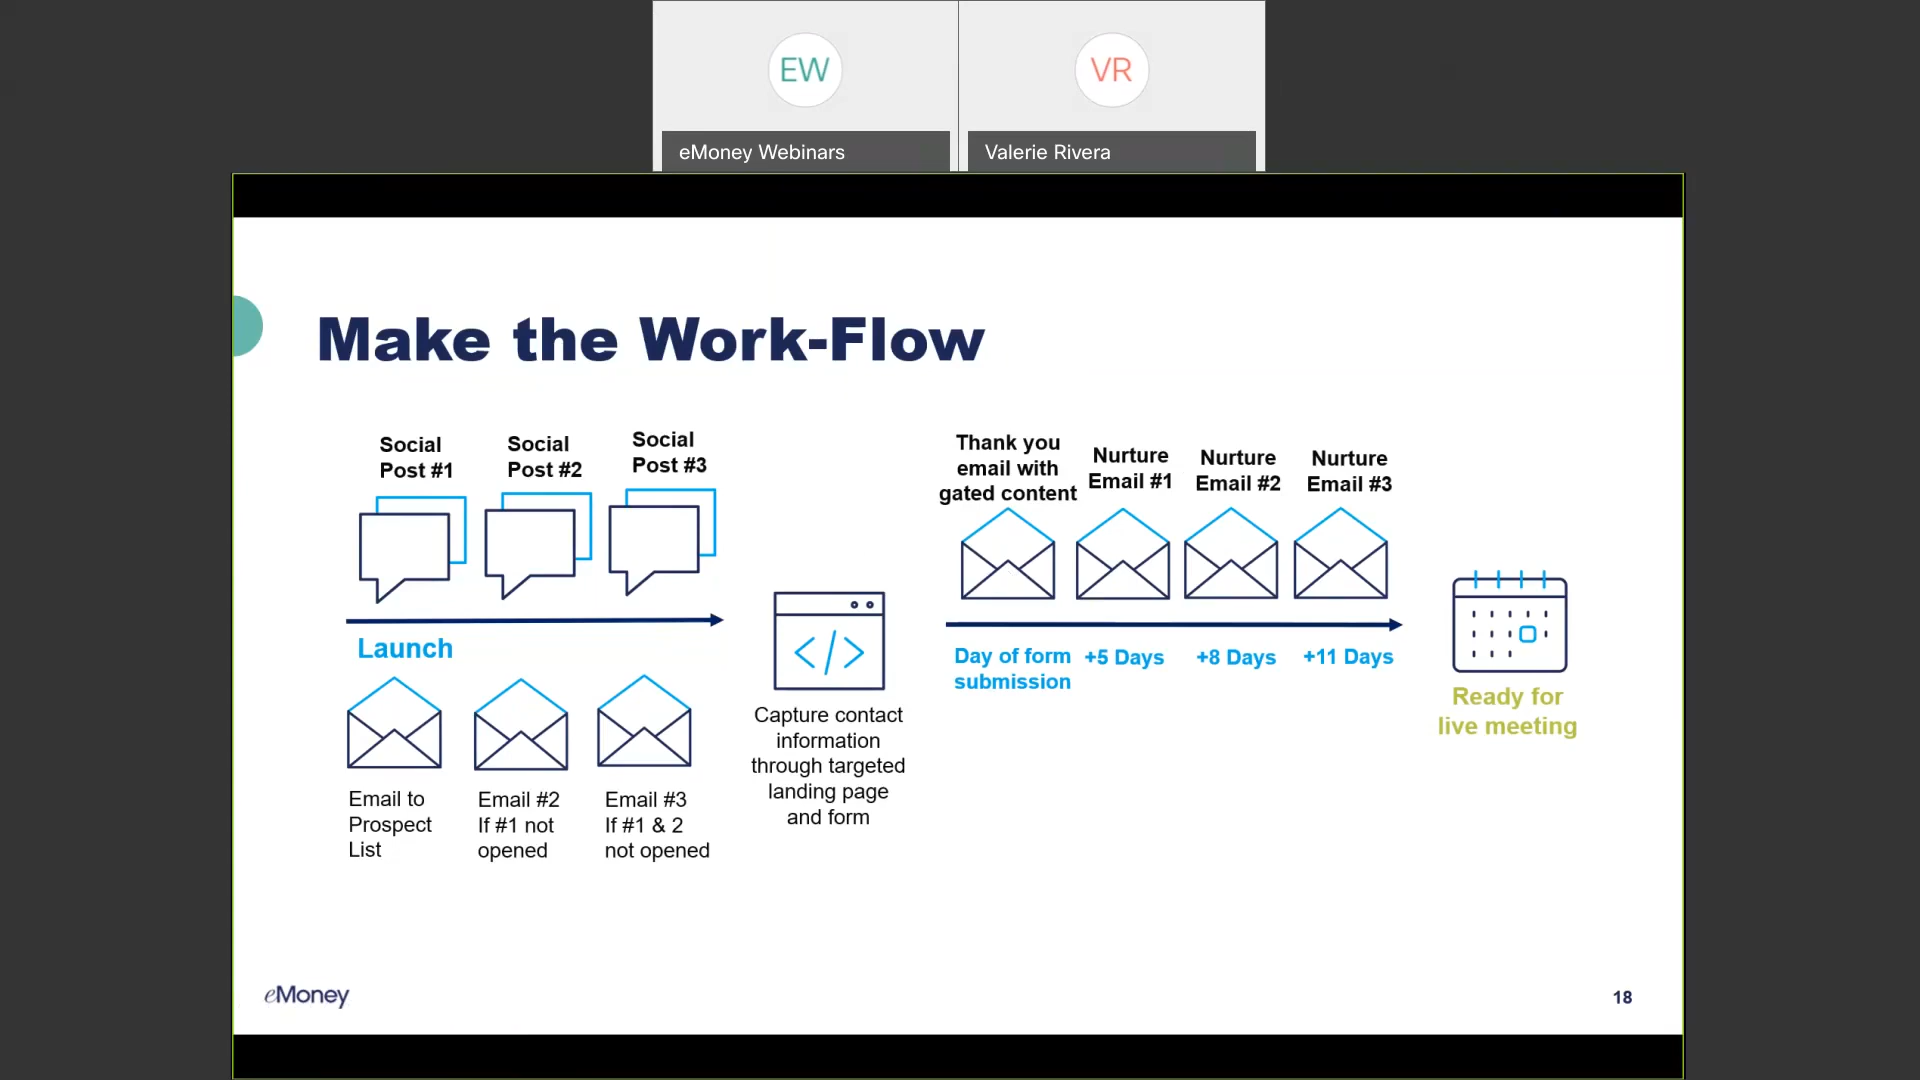 EW
VR
eMoney Webinars
Valerie Rivera
Make the Work-Flow
Social
Post #1
Social
Post #2
Social
Post #3
Launch
Email to
Prospect
List
Email #2
If #1 not
opened
Email #3
If #1 & 2
not opened
</>
Capture contact
information
through targeted
landing page
and form
Thank you
email with
gated content
Nurture
Email #1
Nurture
Email #2
Nurture
Email #3
Day of form
submission
+5 Days
+8 Days
+11 Days
Ready for
live meeting
eMoney
18